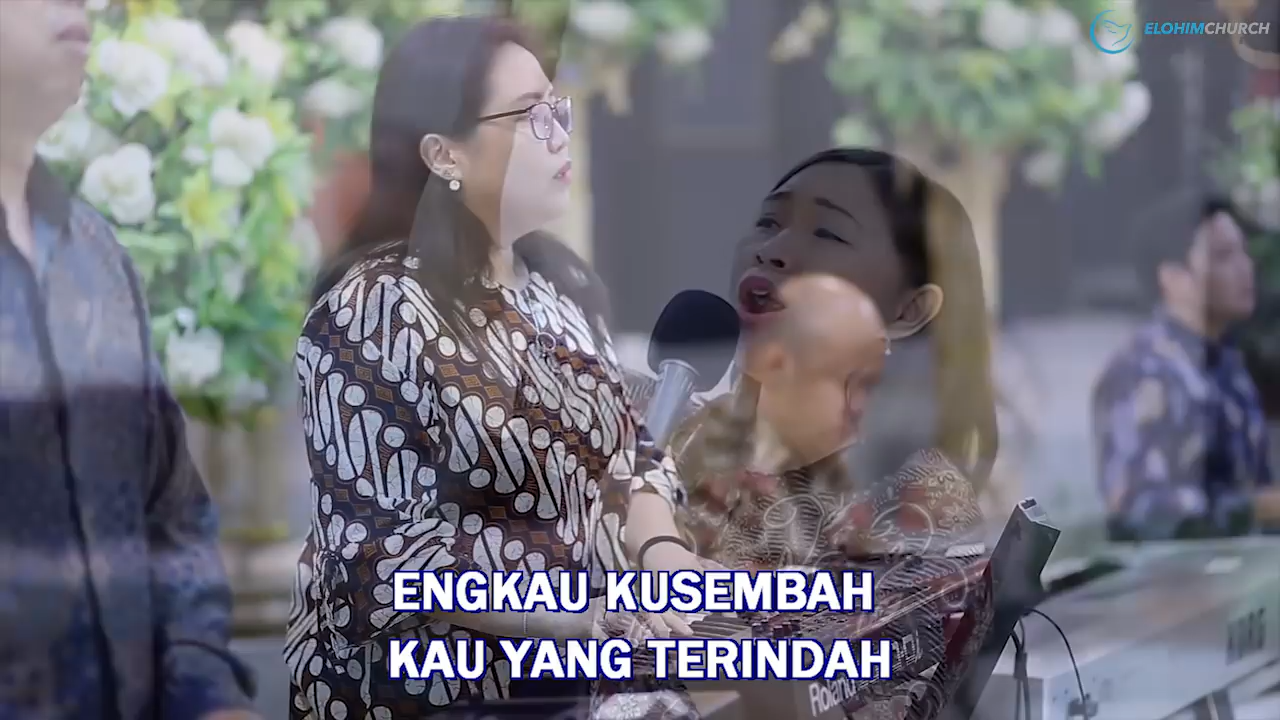 ELOHIMCHURCH
ENGKAU KUSEMBAH
KAU YANG TERINDAH
Roland
KORG